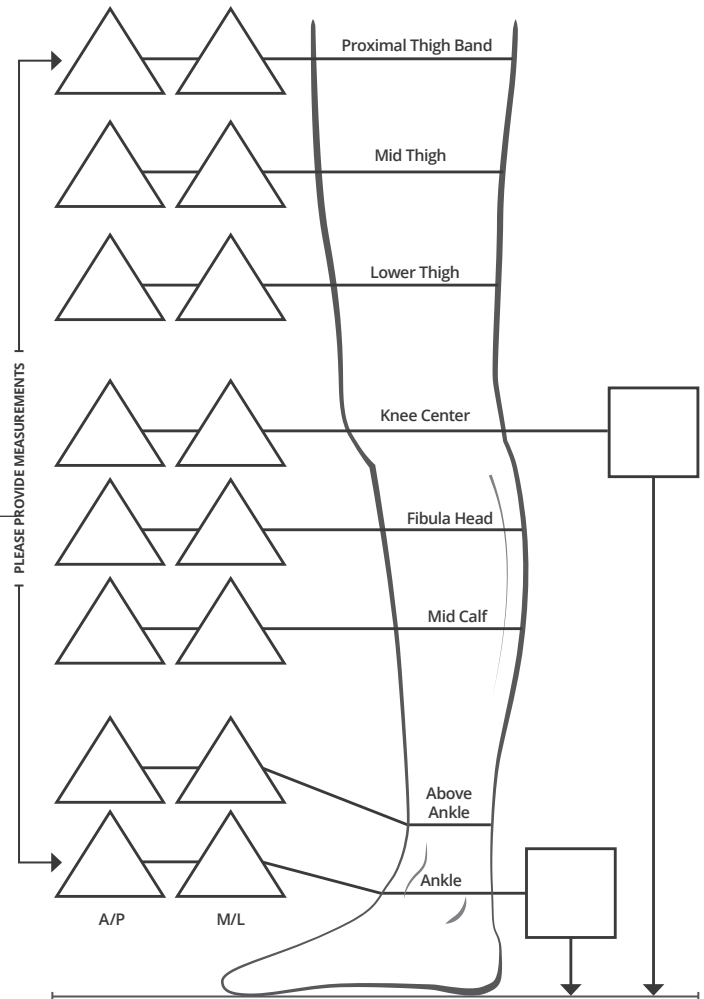 Proximal Thigh Band
Mid Thigh
Lower Thigh
PLEASE PROVIDE MEASUREMENTS
Knee Center
Fibula Head
Mid Calf
Above
Ankle
Ankle
A/P
M/L